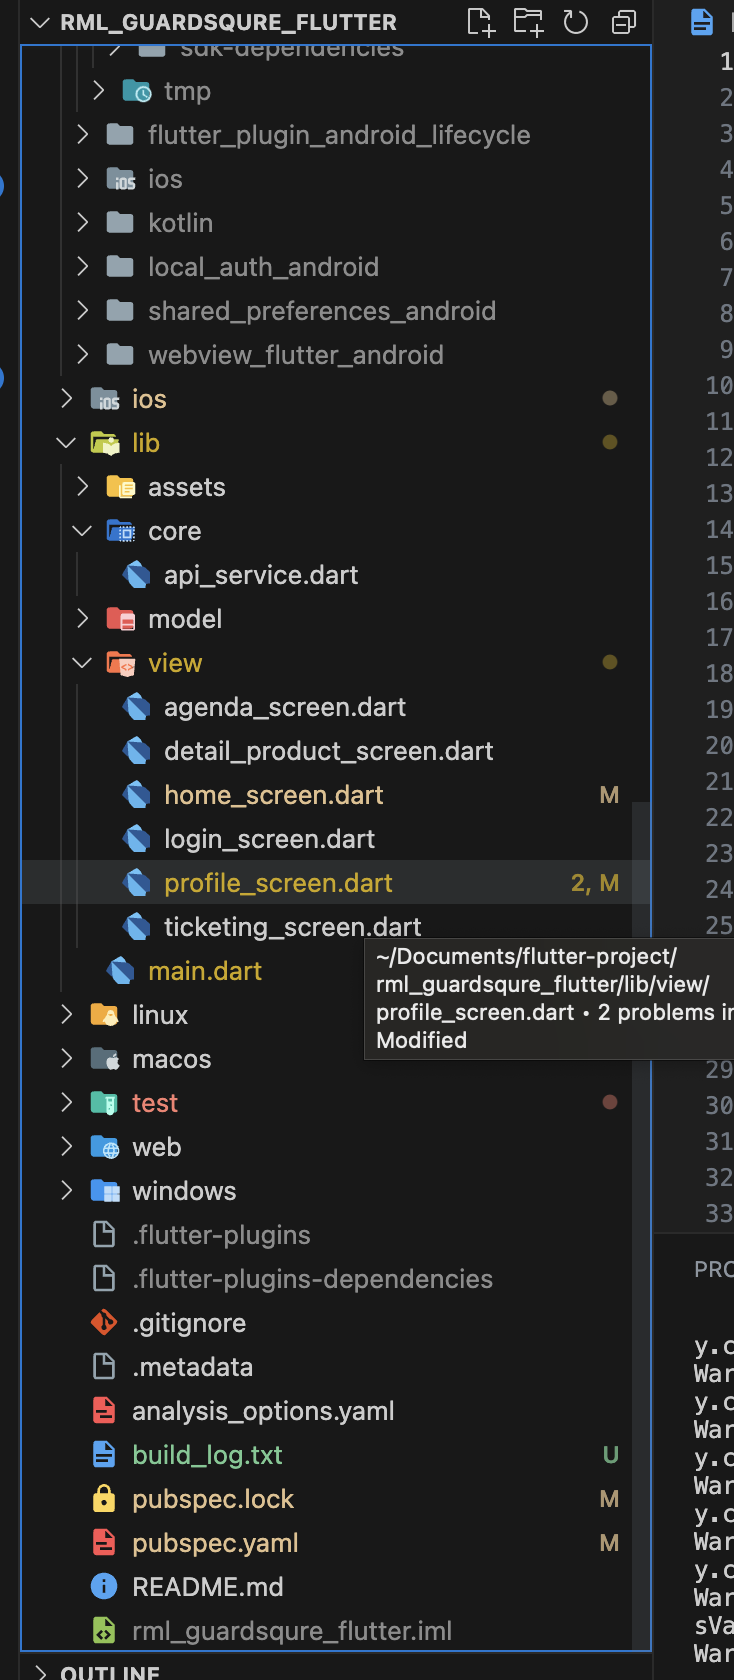 RML_GUARDSQURE_FLUTTER
sdk-dependencies
1
tmp
2
flutter_plugin_android_lifecycle
3
ios
4
kotlin
5
local_auth_android
6
7
shared_preferences_android
8
webview_flutter_android
9
ios
10
lib
11
12
assets
13
core
14
api_service.dart
15
model
16
17
view
18
agenda_screen.dart
19
detail_product_screen.dart
20
home_screen.dart M
21
22
login_screen.dart
23
profile_screen.dart 2, M
24
ticketing_screen.dart
25
~/Documents/flutter-project/
main.dart
rml_guardsqure_flutter/lib/view/
profile_screen.dart • 2 problems in
linux
Modified
macos
29
test
30
web
31
32
windows
33
.flutter-plugins
.flutter-plugins-dependencies
PRO
.gitignore
y.c
.metadata
War
y.c
analysis_options.yaml
War
build_log.txt U
y.c
pubspec.lock M
War
y.c
pubspec.yaml M
War
y.c
README.md
War
rml_guardsqure_flutter.iml
sVa
War
OUTLINE